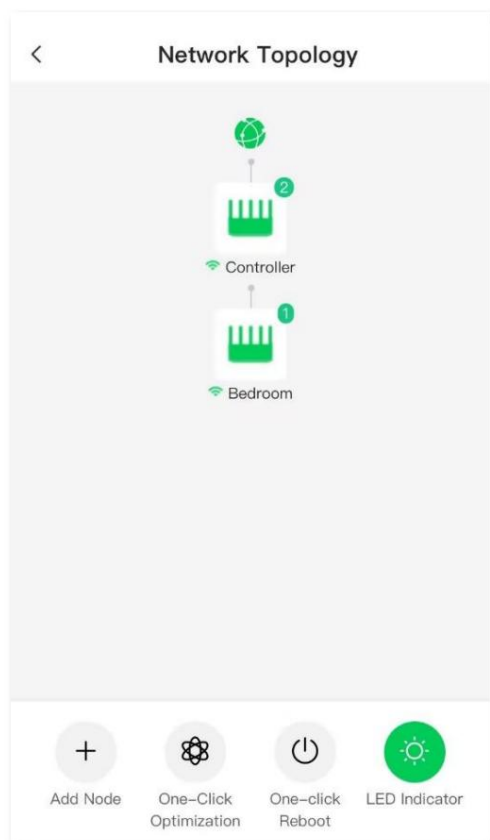 Network Topology
2
Controller
1
Bedroom
Add Node
One-Click
Optimization
One-click
Reboot
LED Indicator